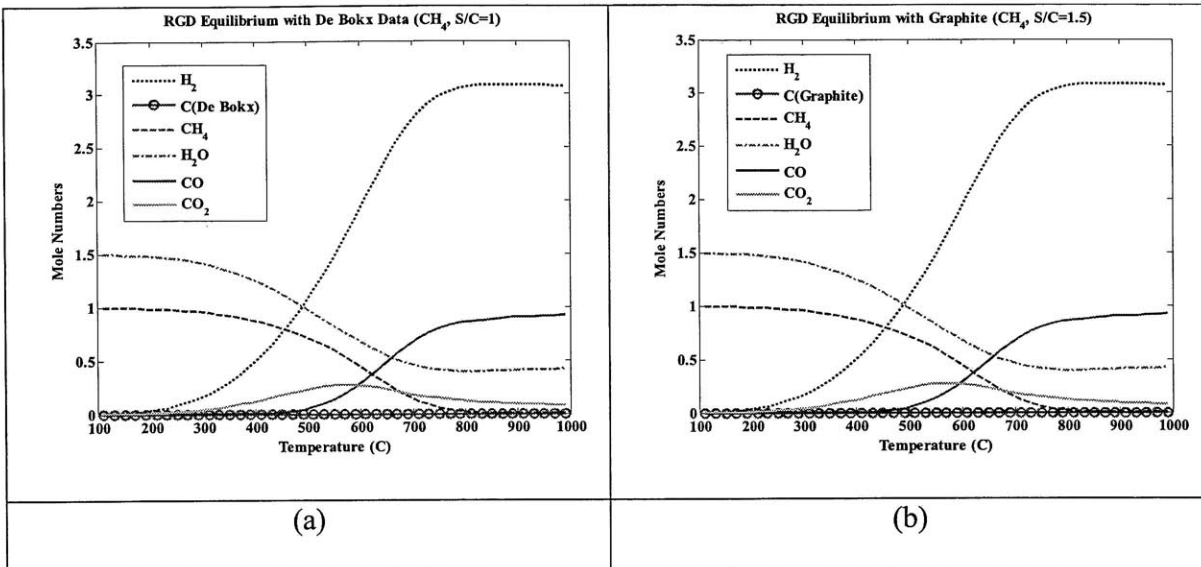 RGD Equilibrium with De Bokx Data (CH4, S/C=1)
3.5
3
2.5
2
1.5
1
0.5
0
Mole Numbers
H2
C(De Bokx)
CH4
H2O
CO
CO2
100 200 300 400 500 600 700 800 900 1000
Temperature (C)
(a)
RGD Equilibrium with Graphite (CH4, S/C=1.5)
3.5
3
2.5
2
1.5
1
0.5
0
Mole Numbers
H2
C(Graphite)
CH4
H2O
CO
CO2
100 200 300 400 500 600 700 800 900 1000
Temperature (C)
(b)